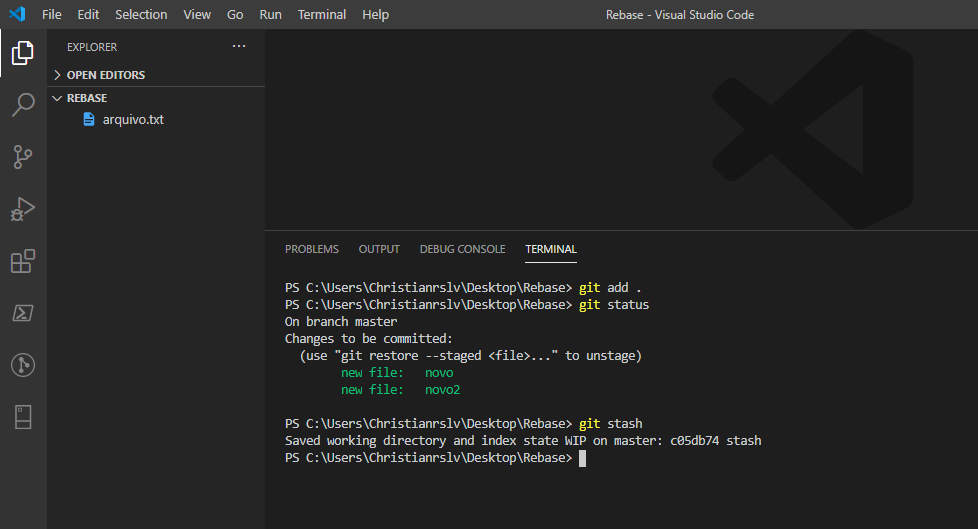 File Edit Selection View Go Run Terminal Help Rebase - Visual Studio Code
EXPLORER ...
OPEN EDITORS
REBASE
arquivo.txt
PROBLEMS OUTPUT DEBUG CONSOLE TERMINAL
PS C:\Users\Christianrslv\Desktop\Rebase> git add .
PS C:\Users\Christianrslv\Desktop\Rebase> git status
On branch master
Changes to be committed:
  (use "git restore --staged <file>..." to unstage)
        new file:   novo
        new file:   novo2
PS C:\Users\Christianrslv\Desktop\Rebase> git stash
Saved working directory and index state WIP on master: c05db74 stash
PS C:\Users\Christianrslv\Desktop\Rebase>